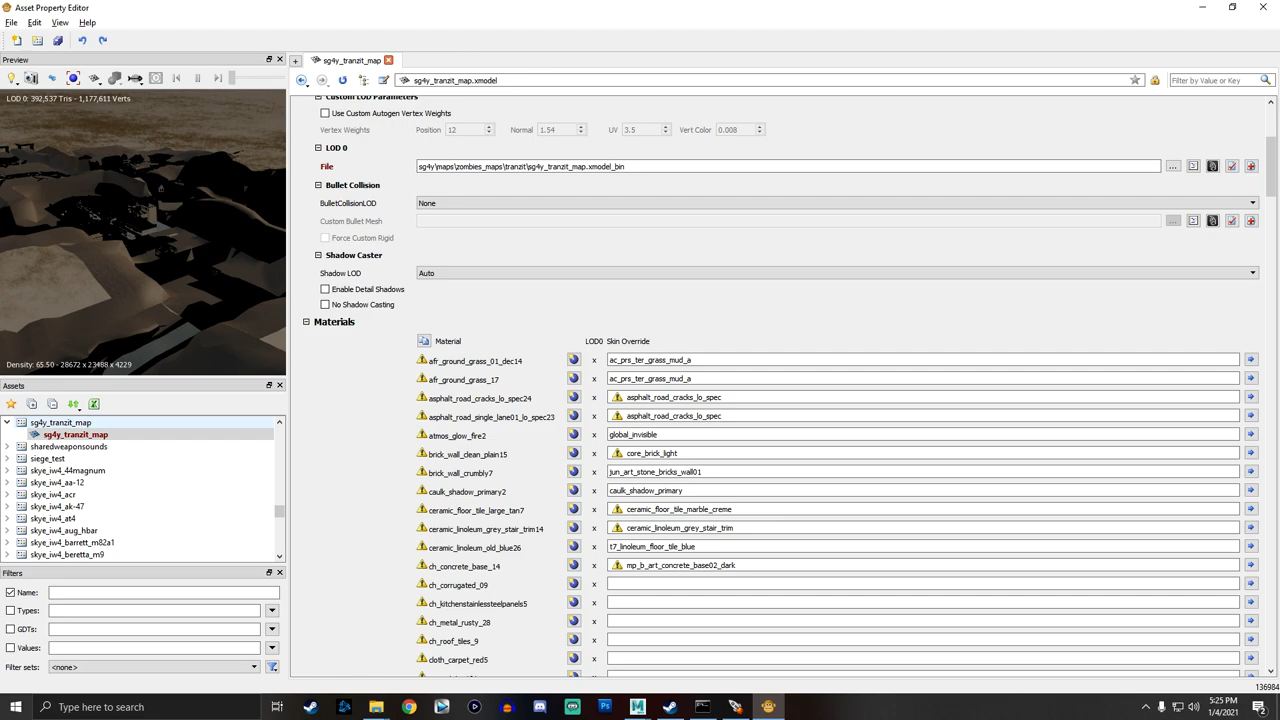 Asset Property Editor
File Edit View Help
Preview
sg4y_tranzit_map
sg4y_tranzit_map.xmodel
Filter by Value or Key
LOD 0: 392,537 Tris - 1,177,611 Verts
Density: 65.50 - 28672 x 23488 x 4229
Custom LOD Parameters
Use Custom Autogen Vertex Weights
Vertex Weights Position 12 Normal 1.54 UV 3.5 Vert Color 0.008
LOD 0
File sg4y\maps\zombies_maps\tranzit\sg4y_tranzit_map.xmodel_bin
Bullet Collision
BulletCollisionLOD None
Custom Bullet Mesh
Force Custom Rigid
Shadow Caster
Shadow LOD Auto
Enable Detail Shadows
No Shadow Casting
Materials
Material LOD0 Skin Override
afr_ground_grass_01_dec14 x ac_prs_ter_grass_mud_a
afr_ground_grass_17 x ac_prs_ter_grass_mud_a
asphalt_road_cracks_lo_spec24 x asphalt_road_cracks_lo_spec
asphalt_road_single_lane01_lo_spec23 x asphalt_road_cracks_lo_spec
atmos_glow_fire2 x global_invisible
brick_wall_clean_plain15 x core_brick_light
brick_wall_crumbly7 x jun_art_stone_bricks_wall01
caulk_shadow_primary2 x caulk_shadow_primary
ceramic_floor_tile_large_tan7 x ceramic_floor_tile_marble_creme
ceramic_linoleum_grey_stair_trim14 x ceramic_linoleum_grey_stair_trim
ceramic_linoleum_old_blue26 x t7_linoleum_floor_tile_blue
ch_concrete_base_14 x mp_b_art_concrete_base02_dark
ch_corrugated_09 x
ch_kitchenstainlessteelpanels5 x
ch_metal_rusty_28 x
ch_roof_tiles_9 x
cloth_carpet_red5 x
Assets
sg4y_tranzit_map
sg4y_tranzit_map
sharedweaponsounds
siege_test
skye_iw4_44magnum
skye_iw4_aa-12
skye_iw4_acr
skye_iw4_ak-47
skye_iw4_at4
skye_iw4_aug_hbar
skye_iw4_barrett_m82a1
skye_iw4_beretta_m9
Filters
Name:
Types:
GDTs:
Values:
Filter sets: <none>
136984
Type here to search
5:25 PM
1/4/2021